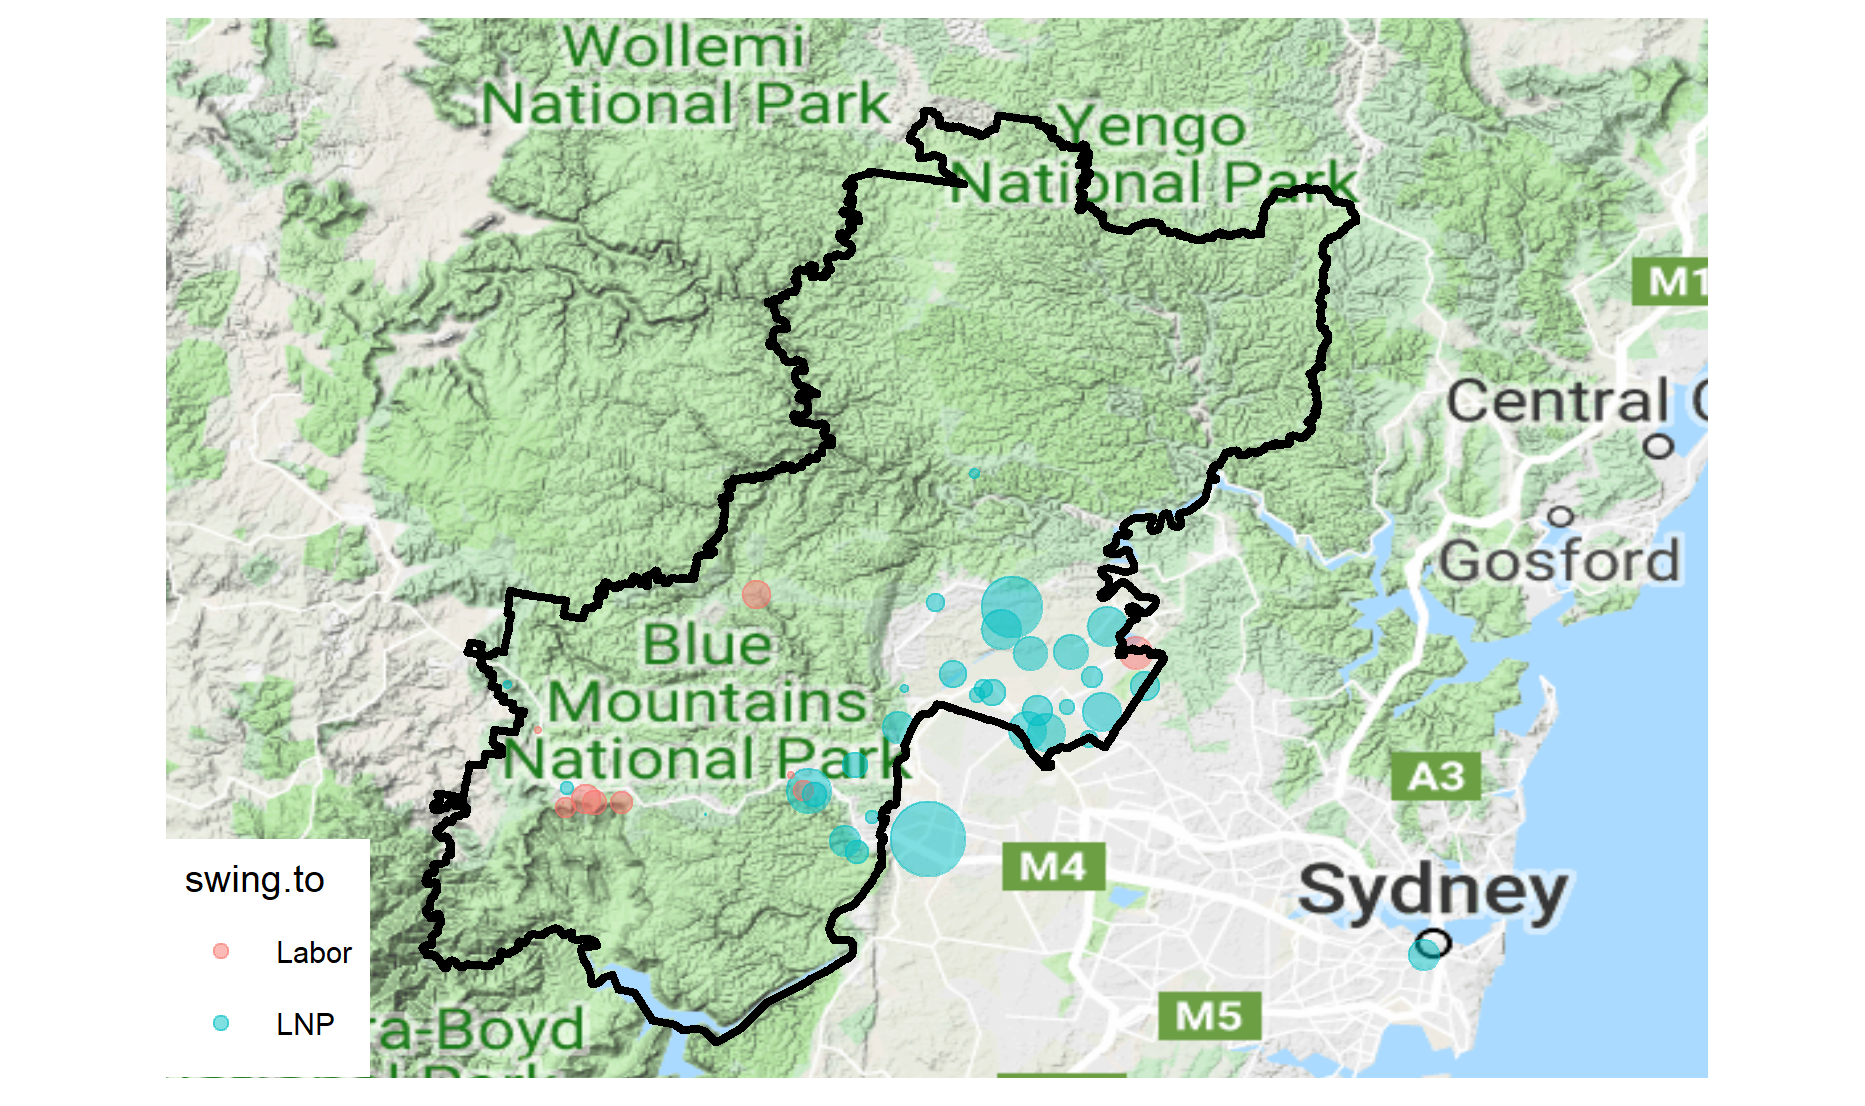 Wollemi
National Park
Yengo
National Park
M1
Central C
Gosford
Blue
Mountains
National Park
A3
M4
Sydney
M5
swing.to
Labor
LNP
ra-Boyd